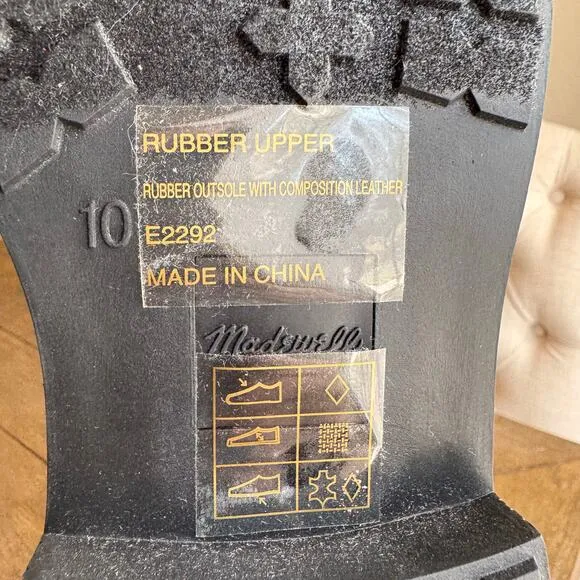 RUBBER UPPER
RUBBER OUTSOLE WITH COMPOSITION LEATHER
10
E2292
MADE IN CHINA
Madewell